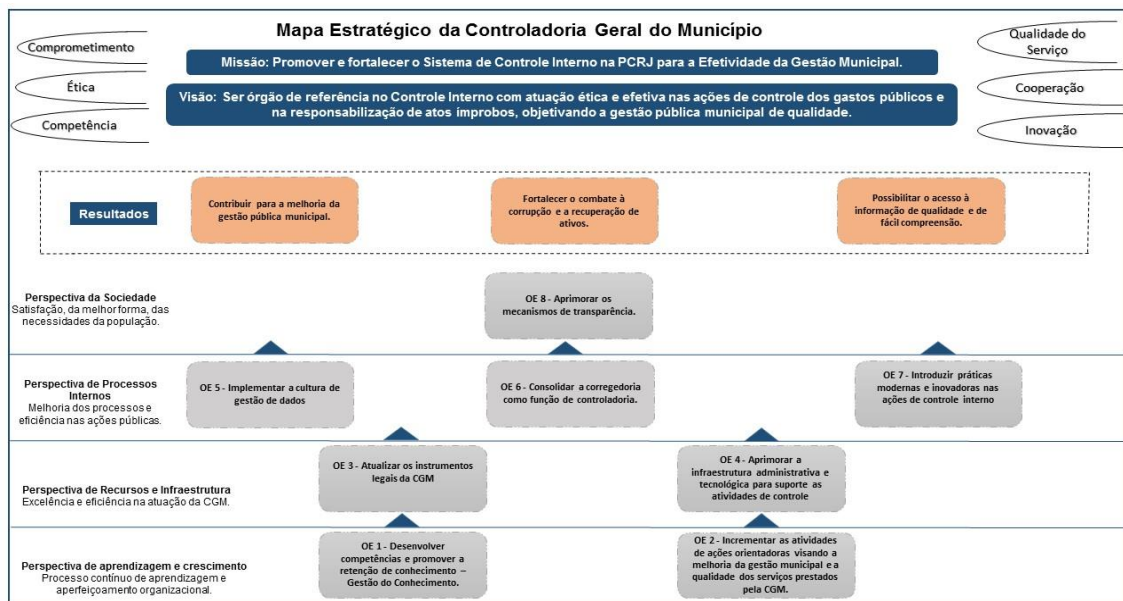 Mapa Estratégico da Controladoria Geral do Município
Comprometimento
Ética
Competência
Qualidade do
Serviço
Cooperação
Inovação
Missão: Promover e fortalecer o Sistema de Controle Interno na PCRJ para a Efetividade da Gestão Municipal.
Visão: Ser órgão de referência no Controle Interno com atuação ética e efetiva nas ações de controle dos gastos públicos e
na responsabilização de atos ímprobos, objetivando a gestão pública municipal de qualidade.
Resultados
Contribuir para a melhoria da
gestão pública municipal.
Fortalecer o combate à
corrupção e a recuperação de
ativos.
Possibilitar o acesso à
informação de qualidade e de
fácil compreensão.
Perspectiva da Sociedade
Satisfação, da melhor forma, das
necessidades da população.
OE 8 - Aprimorar os
mecanismos de transparência.
Perspectiva de Processos
Internos
Melhoria dos processos e
eficiência nas ações públicas.
OE 5 - Implementar a cultura de
gestão de dados
OE 6 - Consolidar a corregedoria
como função de controladoria.
OE 7 - Introduzir práticas
modernas e inovadoras nas
ações de controle interno
Perspectiva de Recursos e Infraestrutura
Excelência e eficiência na atuação da CGM.
OE 3 - Atualizar os instrumentos
legais da CGM
OE 4 - Aprimorar a
infraestrutura administrativa e
tecnológica para suporte as
atividades de controle
Perspectiva de aprendizagem e crescimento
Processo contínuo de aprendizagem e
aperfeiçoamento organizacional.
OE 1 - Desenvolver
competências e promover a
retenção de conhecimento –
Gestão do Conhecimento.
OE 2 - Incrementar as atividades
de ações orientadoras visando a
melhoria da gestão municipal e a
qualidade dos serviços prestados
pela CGM.